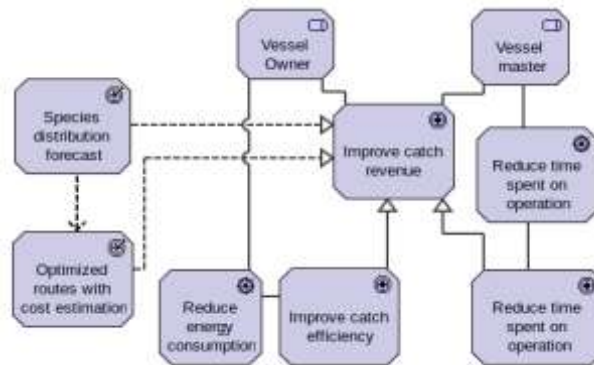 Vessel
Owner
Vessel
master
Species
distribution
forecast
Improve catch
revenue
Reduce time
spent on
operation
Optimized
routes with
cost estimation
Reduce
energy
consumption
Improve catch
efficiency
Reduce time
spent on
operation